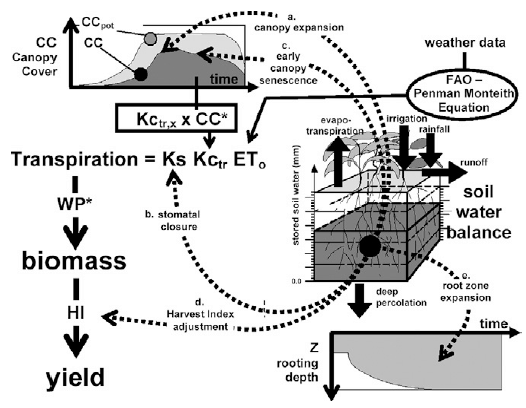 CCpot
CC
CC
Canopy
Cover
time
a.
canopy expansion
c.
early
canopy
senescence
weather data
FAO –
Penman Monteith
Equation
Kctr,x x CC*
Transpiration = Ks Kctr ETo
evapo-
transpiration
irrigation
rainfall
runoff
stored soil water (mm)
0.0
soil
water
balance
WP*
b. stomatal
closure
biomass
e.
root zone
expansion
deep
percolation
d.
Harvest Index
adjustment
HI
time
Z
rooting
depth
yield